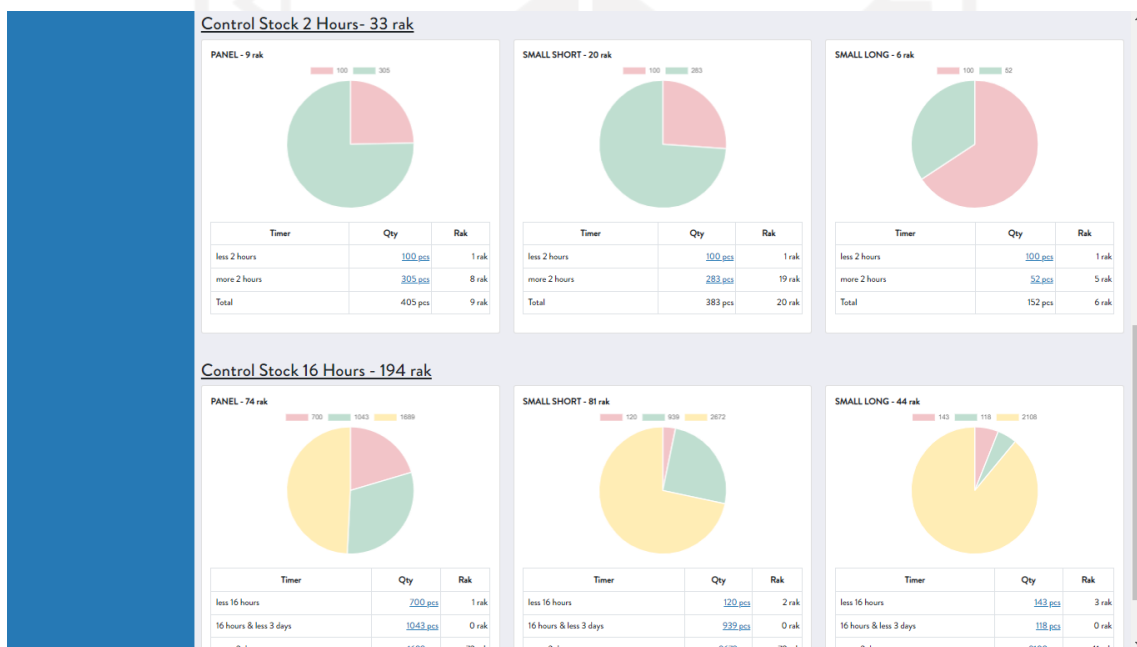 Control Stock 2 Hours- 33 rak
PANEL - 9 rak
100 305
Timer Qty Rak
less 2 hours 100 pcs 1 rak
more 2 hours 305 pcs 8 rak
Total 405 pcs 9 rak
SMALL SHORT - 20 rak
100 283
Timer Qty Rak
less 2 hours 100 pcs 1 rak
more 2 hours 283 pcs 19 rak
Total 383 pcs 20 rak
SMALL LONG - 6 rak
100 52
Timer Qty Rak
less 2 hours 100 pcs 1 rak
more 2 hours 52 pcs 5 rak
Total 152 pcs 6 rak
Control Stock 16 Hours - 194 rak
PANEL - 74 rak
700 1043 1689
Timer Qty Rak
less 16 hours 700 pcs 1 rak
16 hours & less 3 days 1043 pcs 0 rak
SMALL SHORT - 81 rak
120 939 2672
Timer Qty Rak
less 16 hours 120 pcs 2 rak
16 hours & less 3 days 939 pcs 0 rak
SMALL LONG - 44 rak
143 118 2108
Timer Qty Rak
less 16 hours 143 pcs 3 rak
16 hours & less 3 days 118 pcs 0 rak